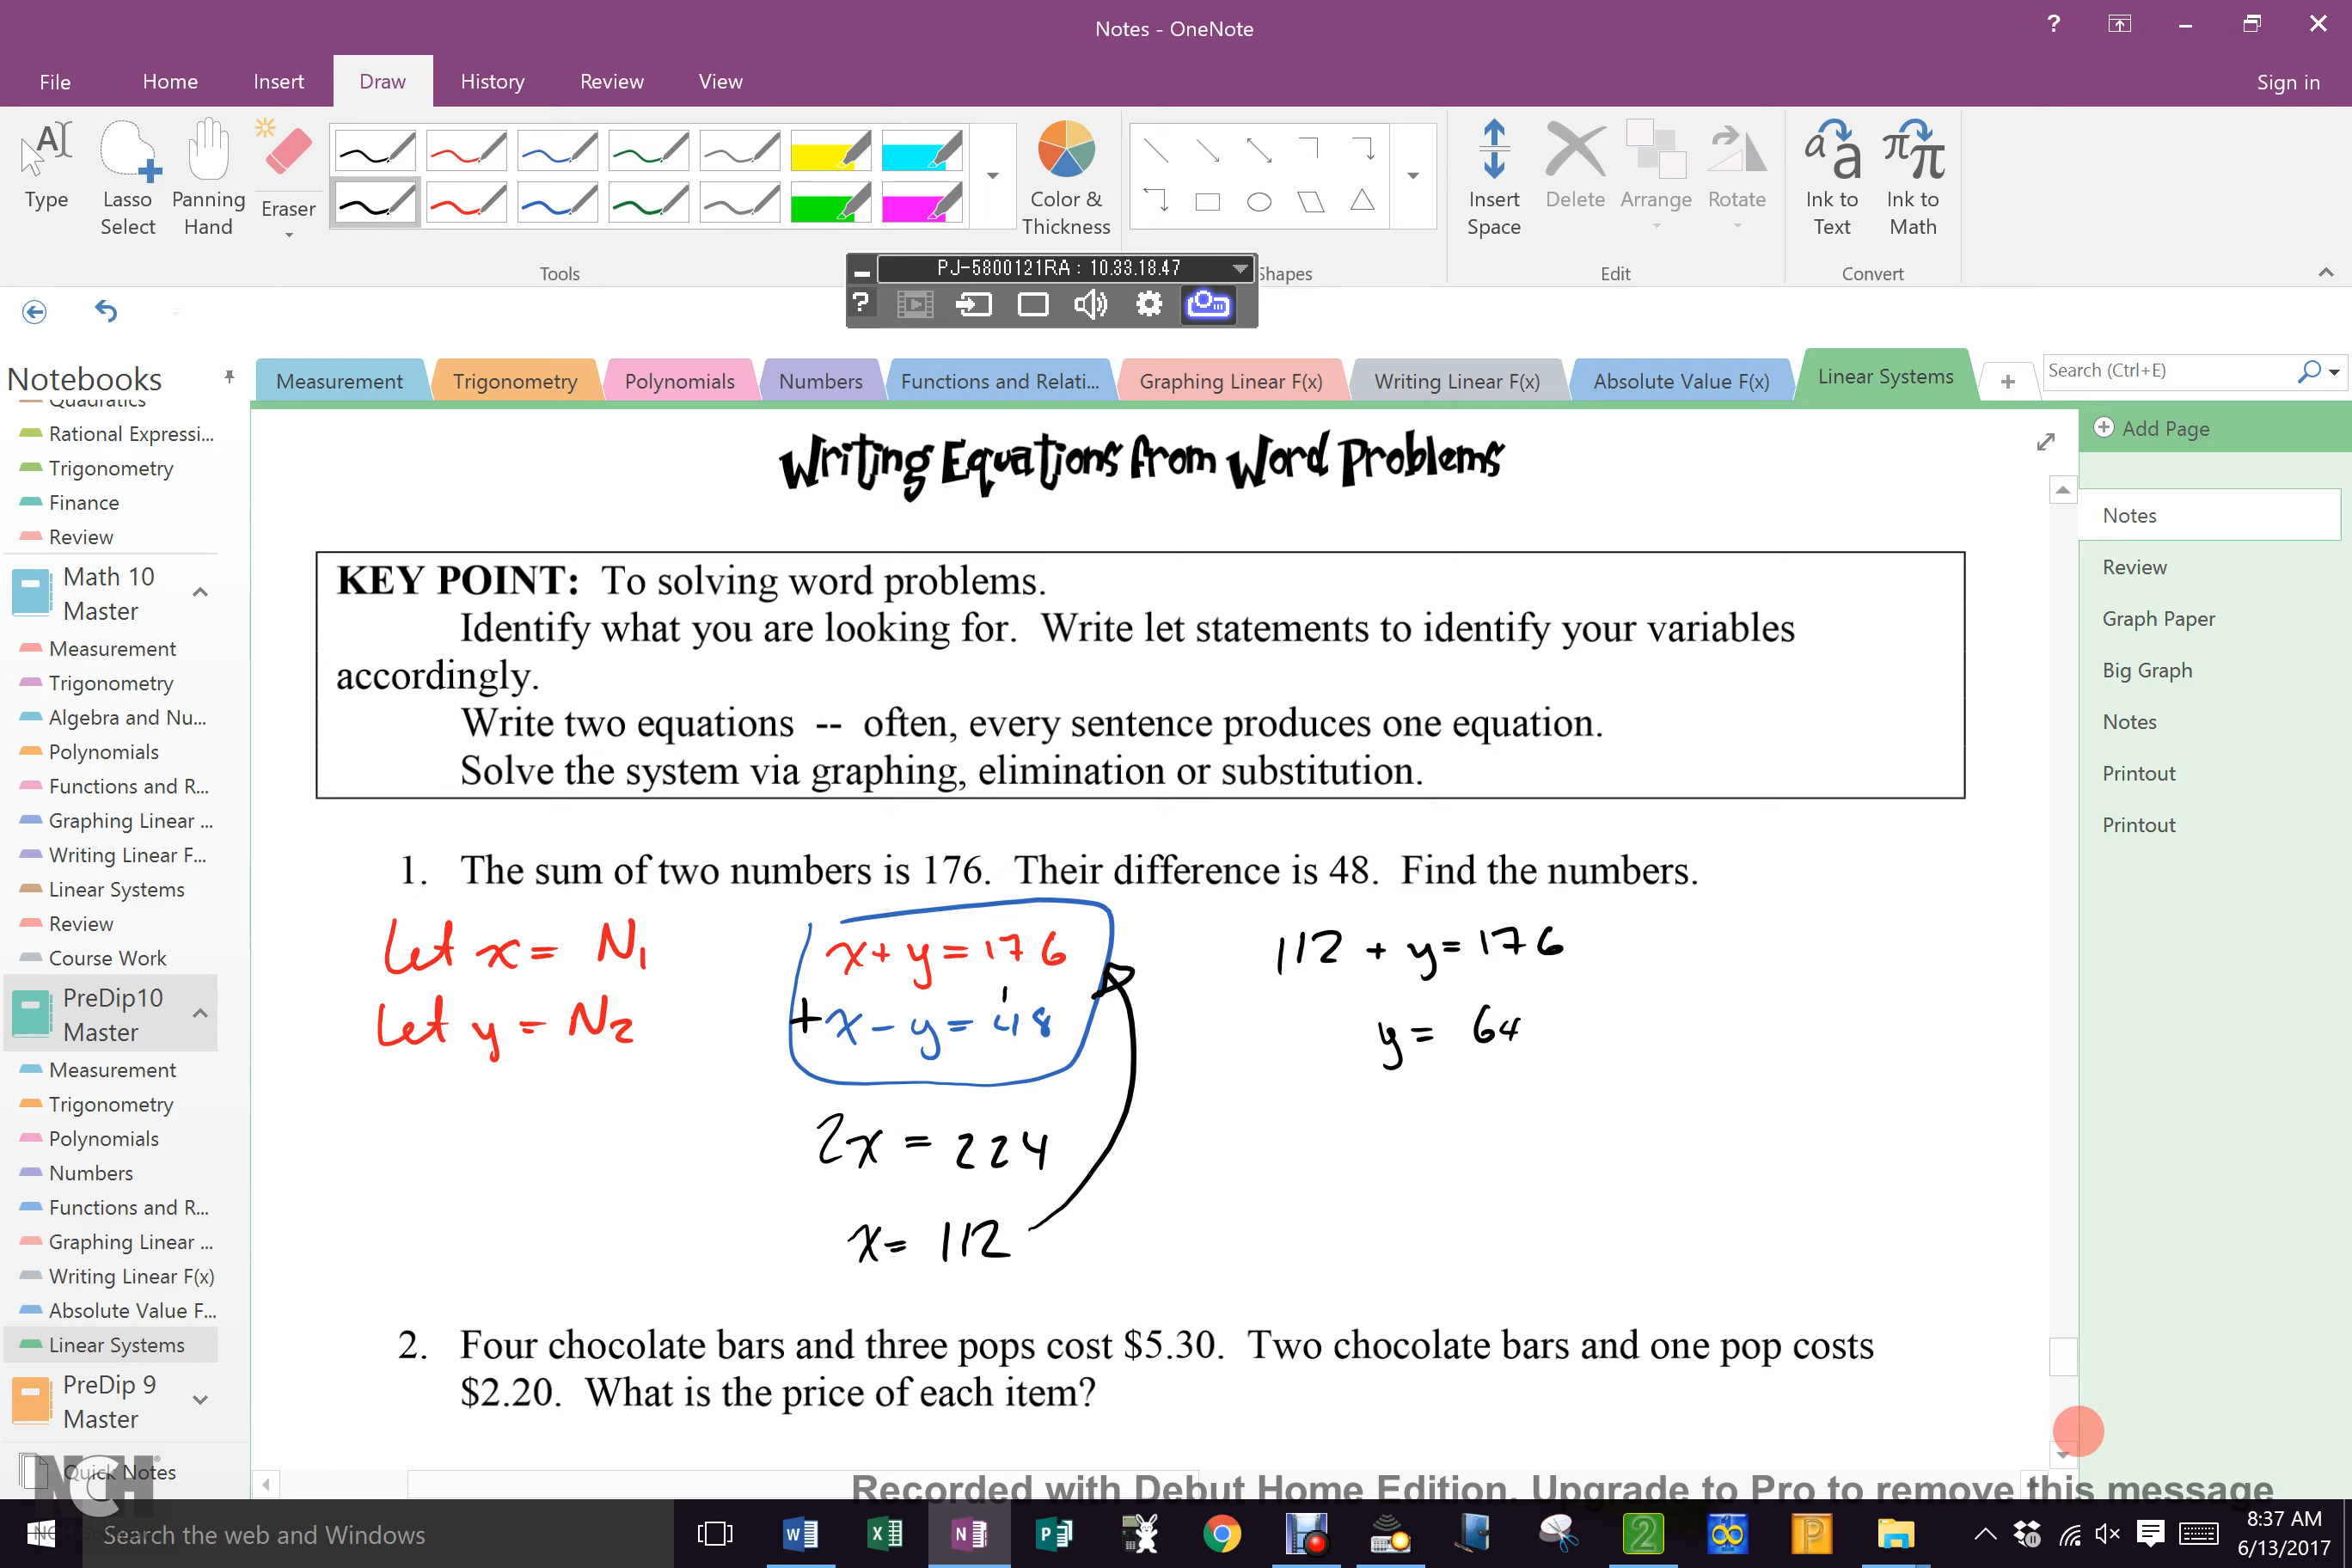 Notes - OneNote
File Home Insert Draw History Review View Sign in
Type
Lasso Select
Panning Hand
Eraser
Color & Thickness
Insert Space
Delete Arrange Rotate
Ink to Text
Ink to Math
Tools Shapes Edit Convert
PJ-5800121RA : 10.33.18.47
Notebooks
Measurement Trigonometry Polynomials Numbers Functions and Relati... Graphing Linear F(x) Writing Linear F(x) Absolute Value F(x) Linear Systems
Search (Ctrl+E)
Quadratics
Rational Expressi...
Trigonometry
Finance
Review
Math 10 Master
Measurement
Trigonometry
Algebra and Nu...
Polynomials
Functions and R...
Graphing Linear ...
Writing Linear F...
Linear Systems
Review
Course Work
PreDip10 Master
Measurement
Trigonometry
Polynomials
Numbers
Functions and R...
Graphing Linear ...
Writing Linear F(x)
Absolute Value F...
Linear Systems
PreDip 9 Master
Quick Notes
Writing Equations from Word Problems
KEY POINT: To solving word problems.
Identify what you are looking for. Write let statements to identify your variables
accordingly.
Write two equations -- often, every sentence produces one equation.
Solve the system via graphing, elimination or substitution.
1. The sum of two numbers is 176. Their difference is 48. Find the numbers.
Let x = N1
Let y = N2
x + y = 176
+ x - y = 48
2x = 224
x = 112
112 + y = 176
y = 64
2. Four chocolate bars and three pops cost $5.30. Two chocolate bars and one pop costs
$2.20. What is the price of each item?
Add Page
Notes
Review
Graph Paper
Big Graph
Notes
Printout
Printout
Recorded with Debut Home Edition. Upgrade to Pro to remove this message
NCH
Search the web and Windows
8:37 AM
6/13/2017